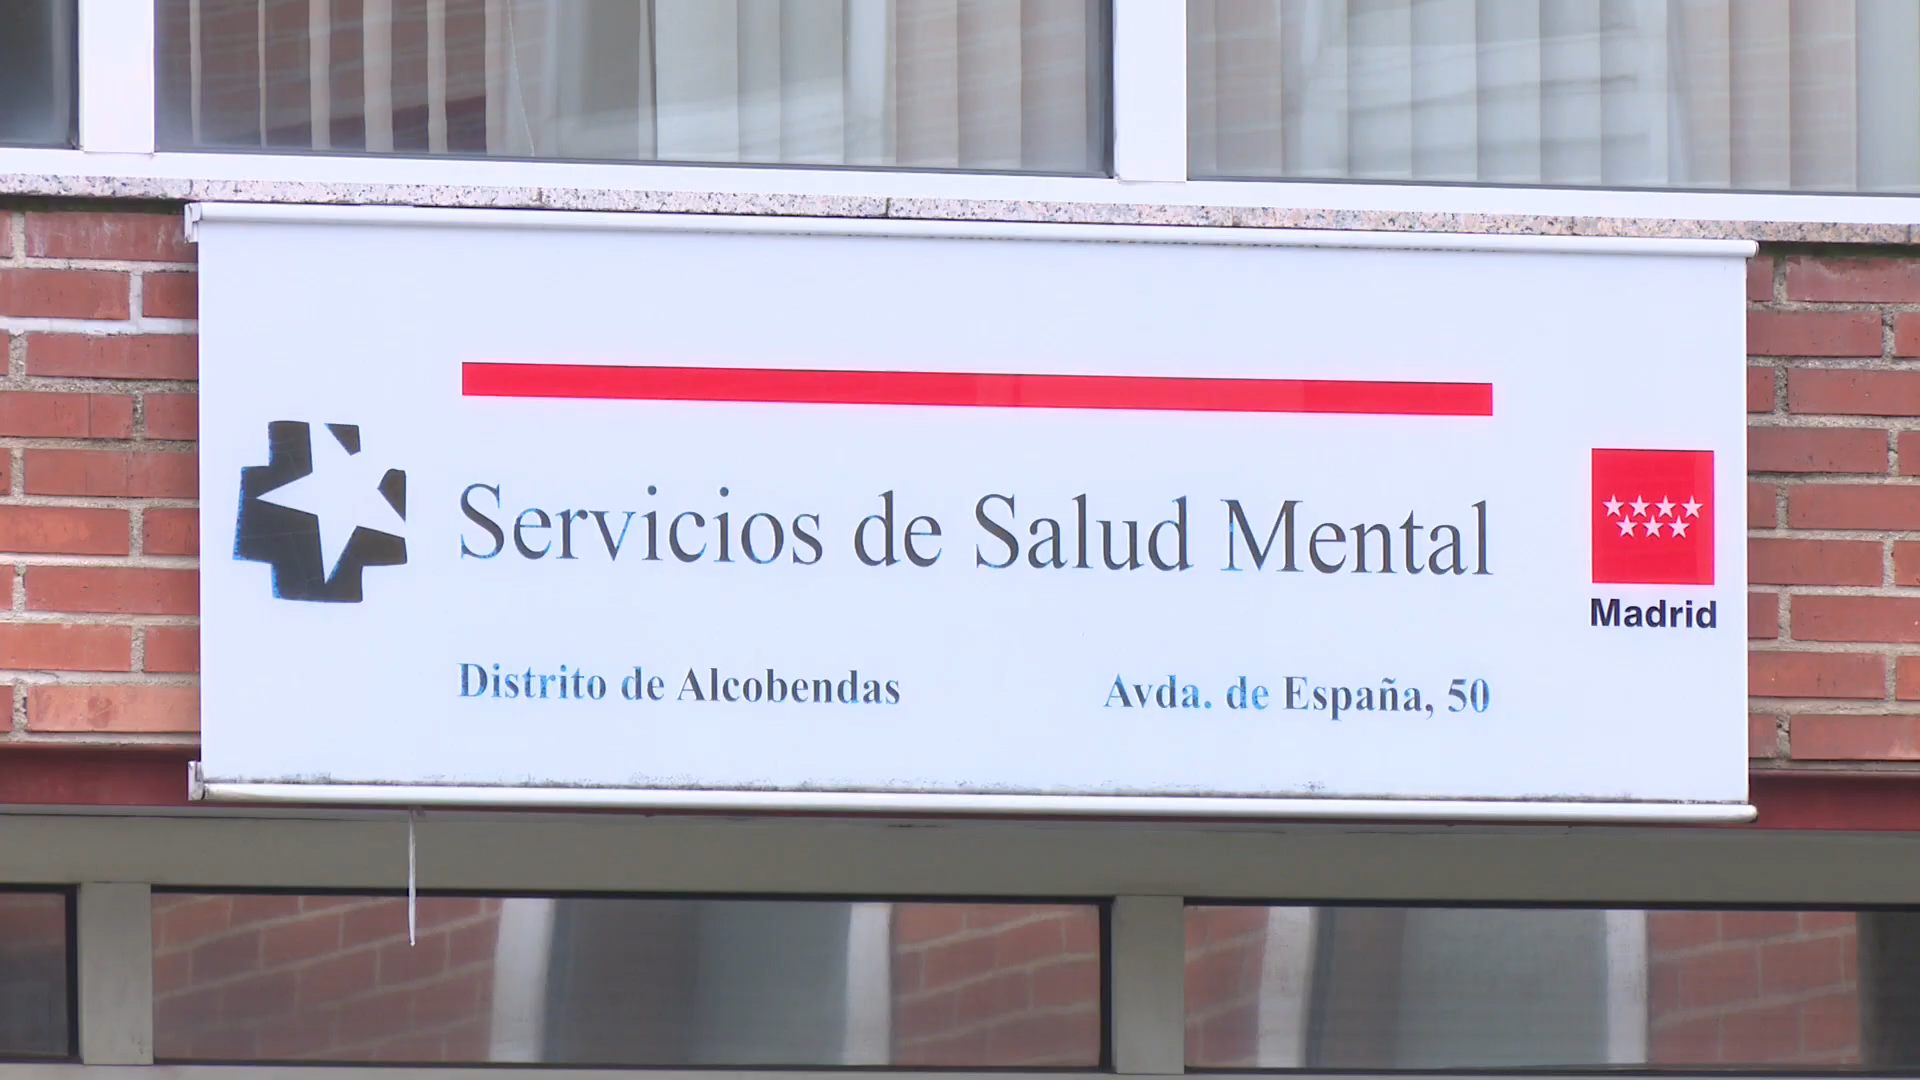 Servicios de Salud Mental
Madrid
Distrito de Alcobendas
Avda. de España, 50